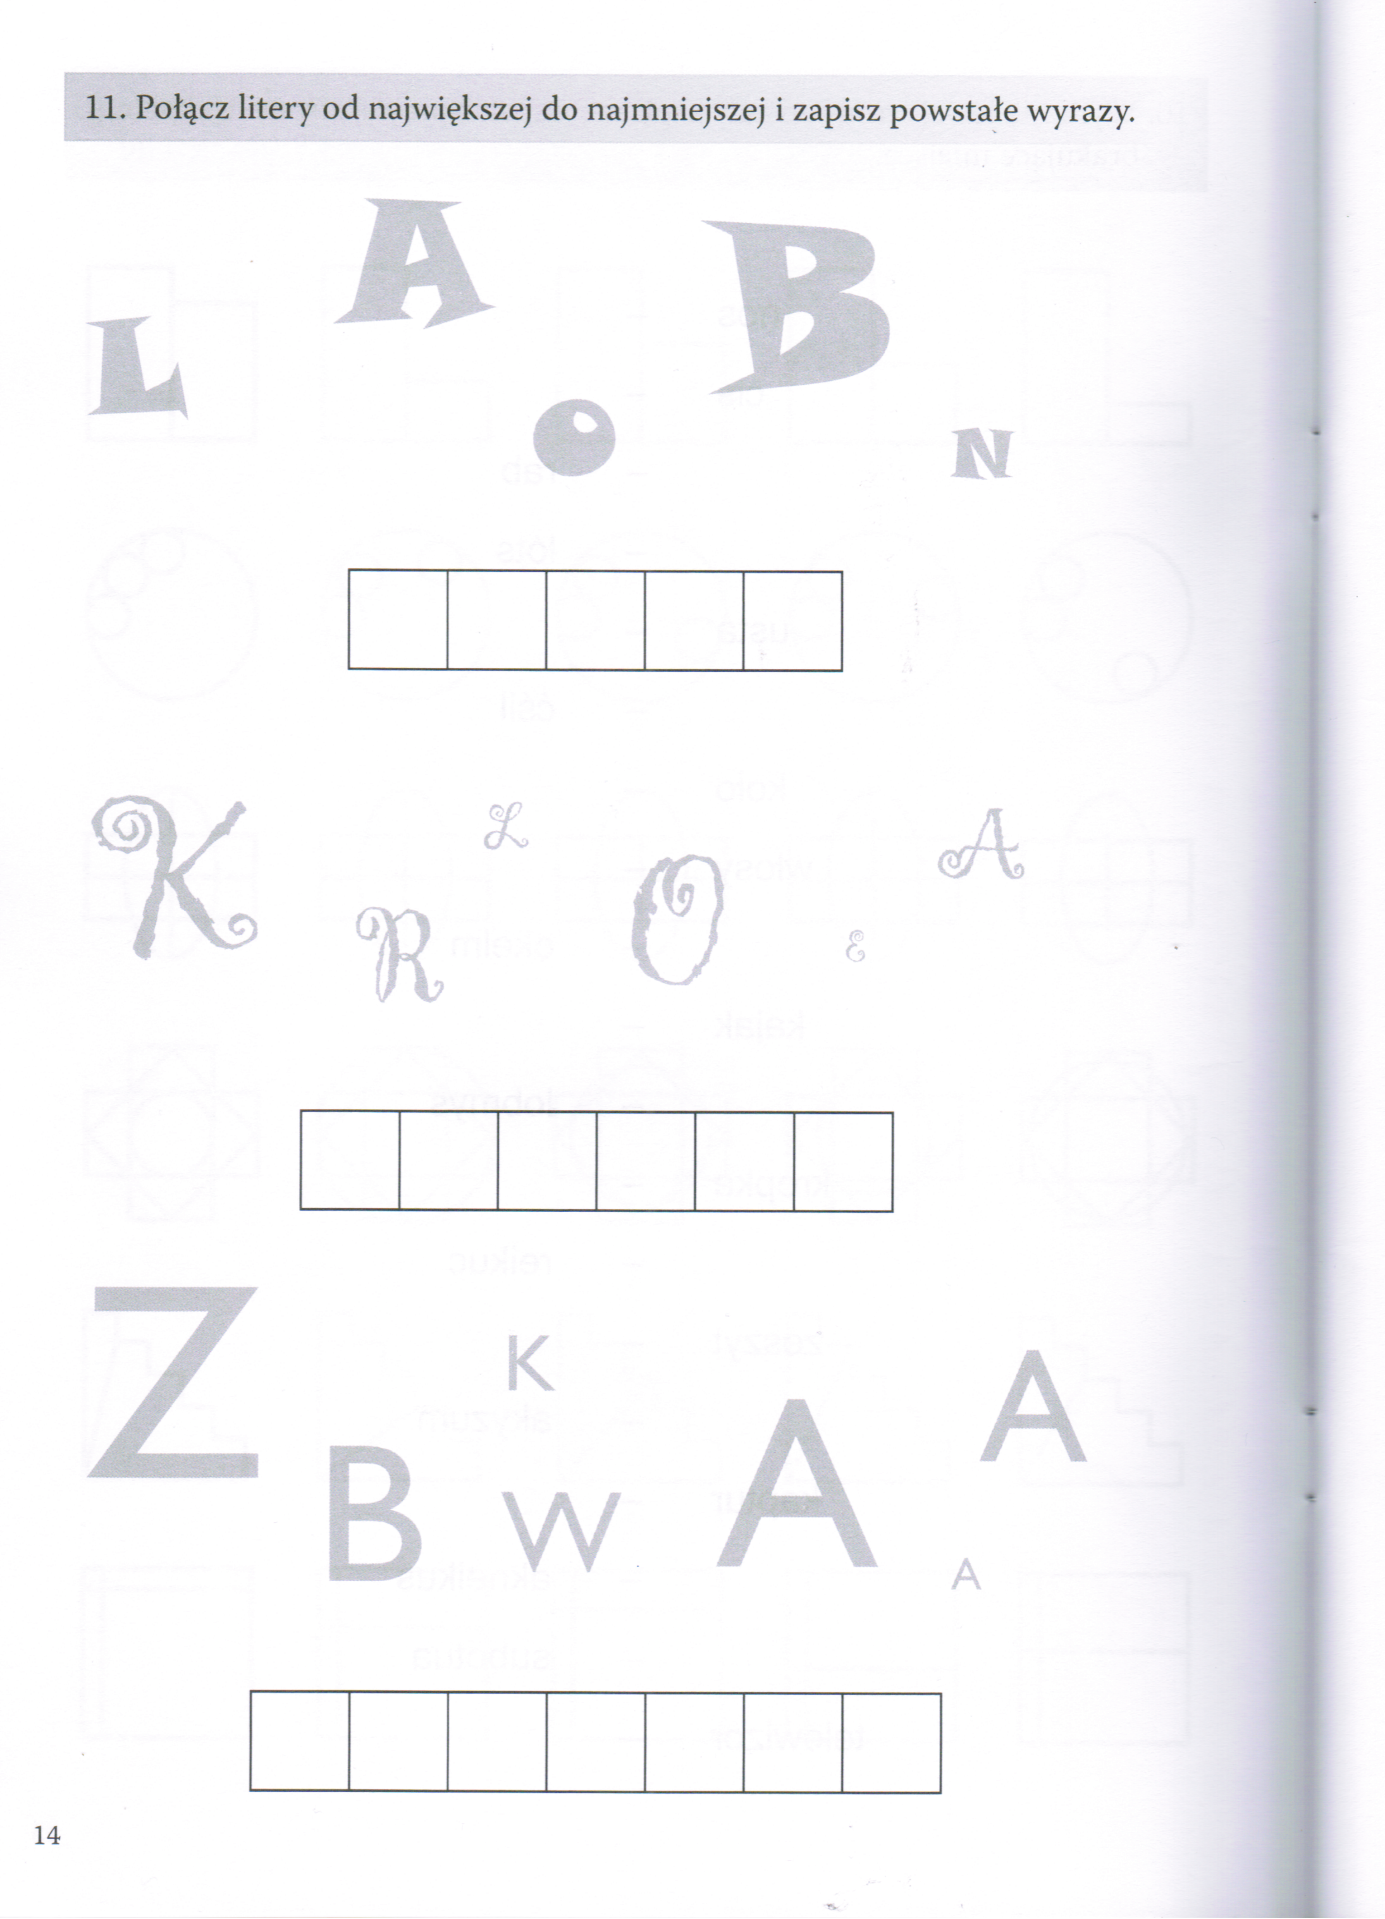 11. Połącz litery od największej do najmniejszej i zapisz powstałe wyrazy.
L A O B N
K R L O E A
Z B K W A A A
14